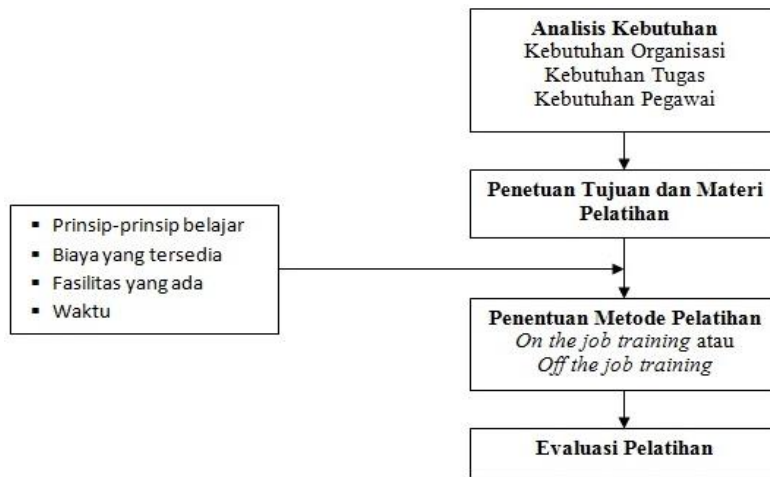 Analisis Kebutuhan
Kebutuhan Organisasi
Kebutuhan Tugas
Kebutuhan Pegawai
Penetuan Tujuan dan Materi
Pelatihan
▪ Prinsip-prinsip belajar
▪ Biaya yang tersedia
▪ Fasilitas yang ada
▪ Waktu
Penentuan Metode Pelatihan
On the job training atau
Off the job training
Evaluasi Pelatihan